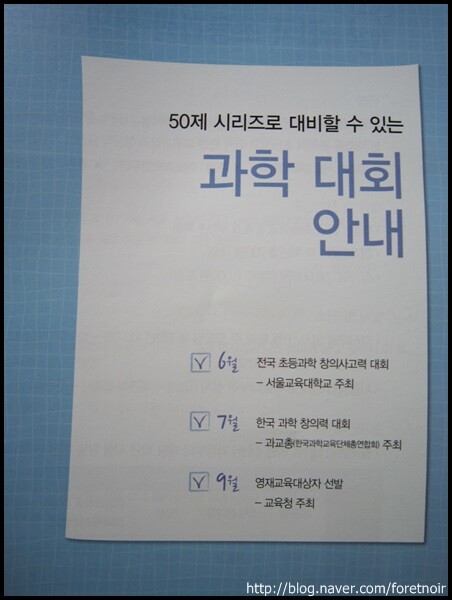 50제 시리즈로 대비할 수 있는
과학 대회
안내
6월 전국 초등과학 창의사고력 대회
- 서울교육대학교 주최
7월 한국 과학 창의력 대회
- 과교총(한국과학교육단체총연합회) 주최
9월 영재교육대상자 선발
- 교육청 주최
http://blog.naver.com/foretnoir